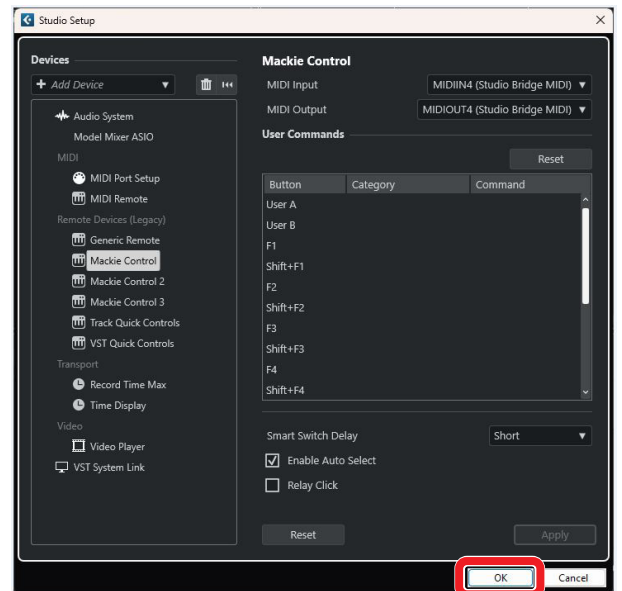 Studio Setup
Devices
Add Device
Audio System
Model Mixer ASIO
MIDI
MIDI Port Setup
MIDI Remote
Remote Devices (Legacy)
Generic Remote
Mackie Control
Mackie Control 2
Mackie Control 3
Track Quick Controls
VST Quick Controls
Transport
Record Time Max
Time Display
Video
Video Player
VST System Link
Mackie Control
MIDI Input MIDIIN4 (Studio Bridge MIDI)
MIDI Output MIDIOUT4 (Studio Bridge MIDI)
User Commands
Reset
Button Category Command
User A
User B
F1
Shift+F1
F2
Shift+F2
F3
Shift+F3
F4
Shift+F4
Smart Switch Delay Short
Enable Auto Select
Relay Click
Reset Apply
OK Cancel